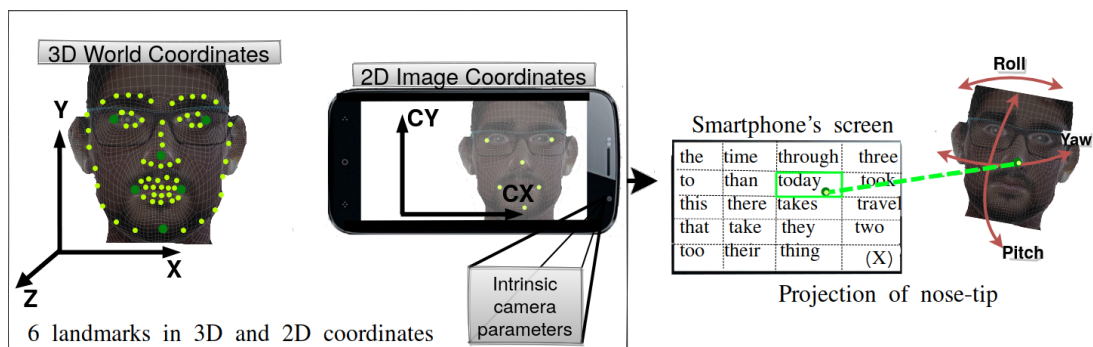 3D World Coordinates
Y
X
Z
2D Image Coordinates
CY
CX
Intrinsic
camera
parameters
6 landmarks in 3D and 2D coordinates
Smartphone's screen
the time through three
to than today took
this there takes travel
that take they two
too their thing (X)
Projection of nose-tip
Roll
Yaw
Pitch